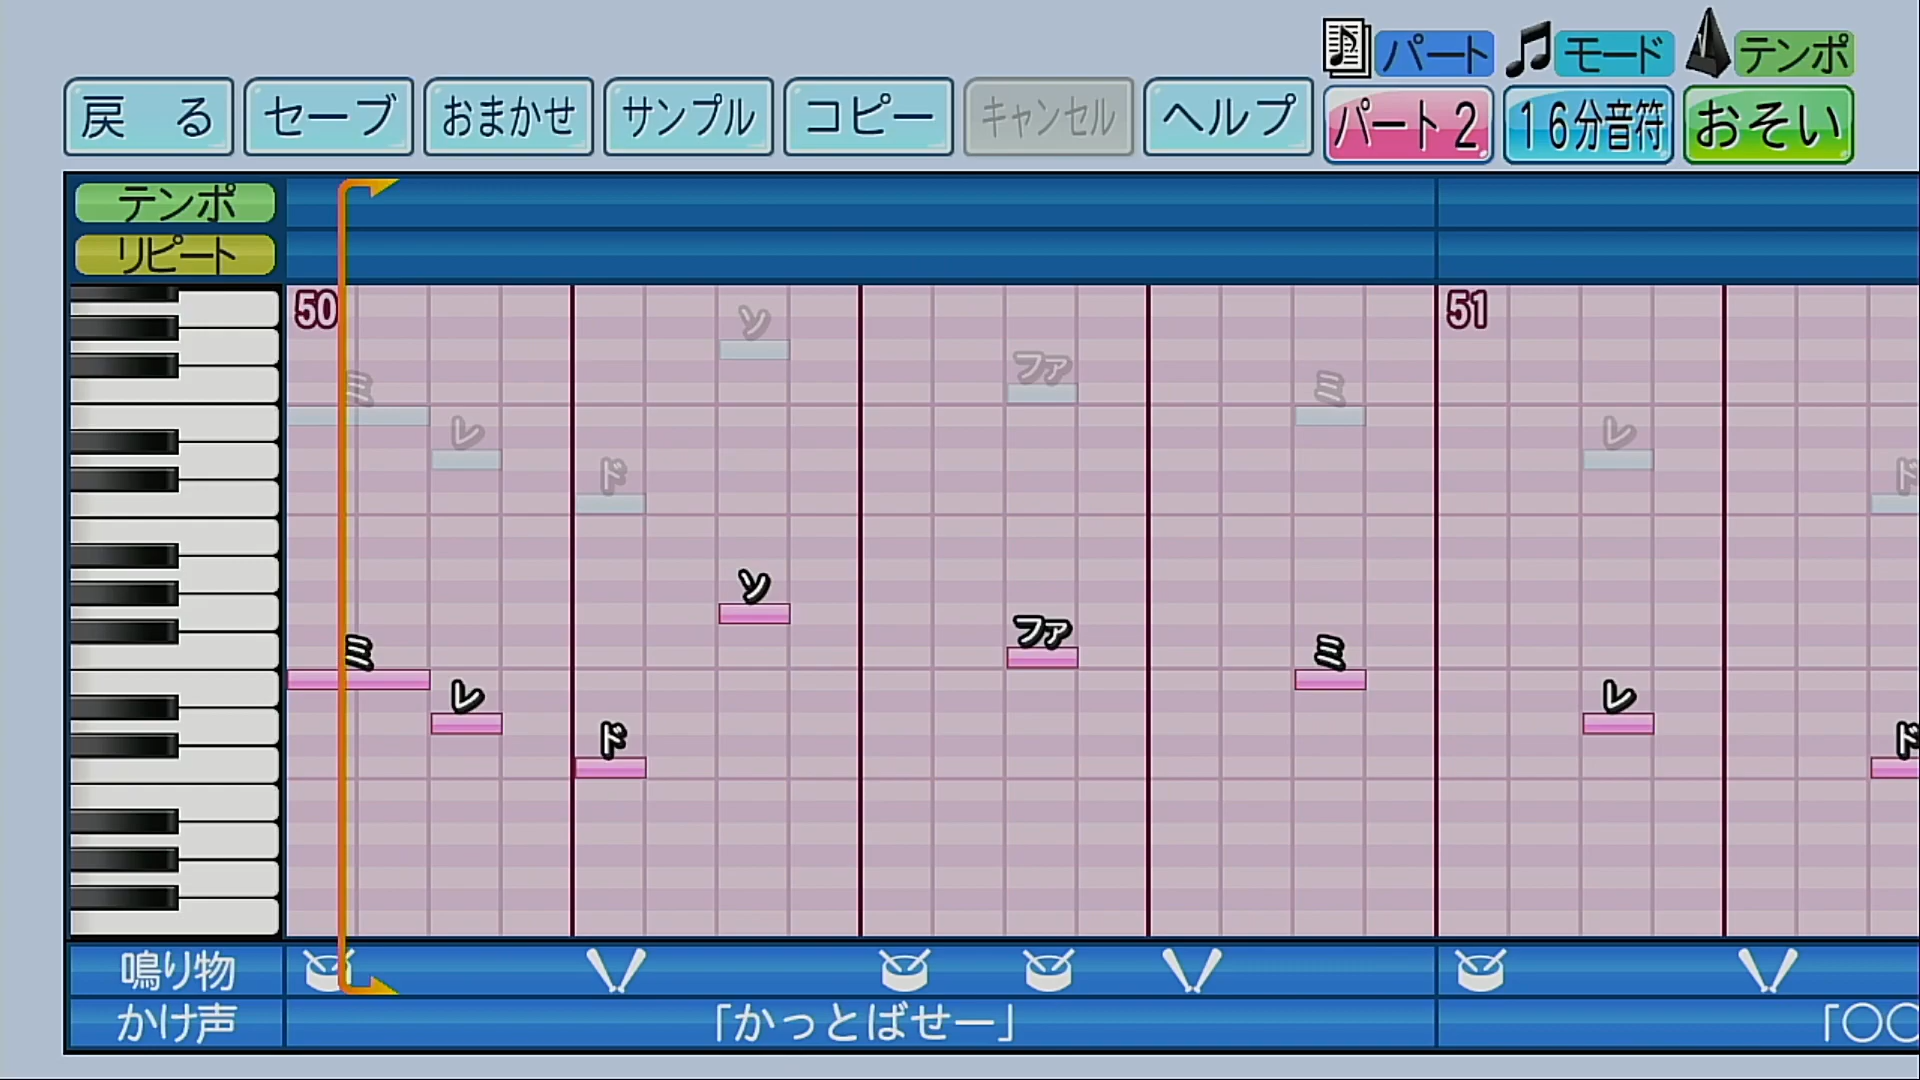 パート モード テンポ
戻る セーブ おまかせ サンプル コピー キャンセル ヘルプ パート2 16分音符 おそい
テンポ
リピート
50 51
ソ
ファ
ミ ミ
レ レ
ド ド
ソ
ファ
ミ ミ
レ レ
ド ド
鳴り物
かけ声 「かっとばせー」 「〇〇